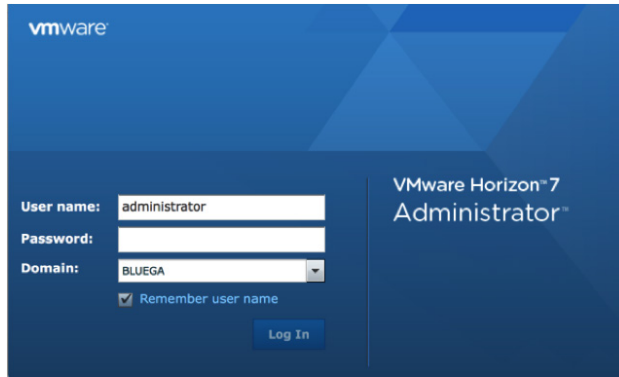 vmware
User name: administrator
Password:
Domain: BLUEGA
Remember user name
Log In
VMware Horizon™ 7
Administrator™